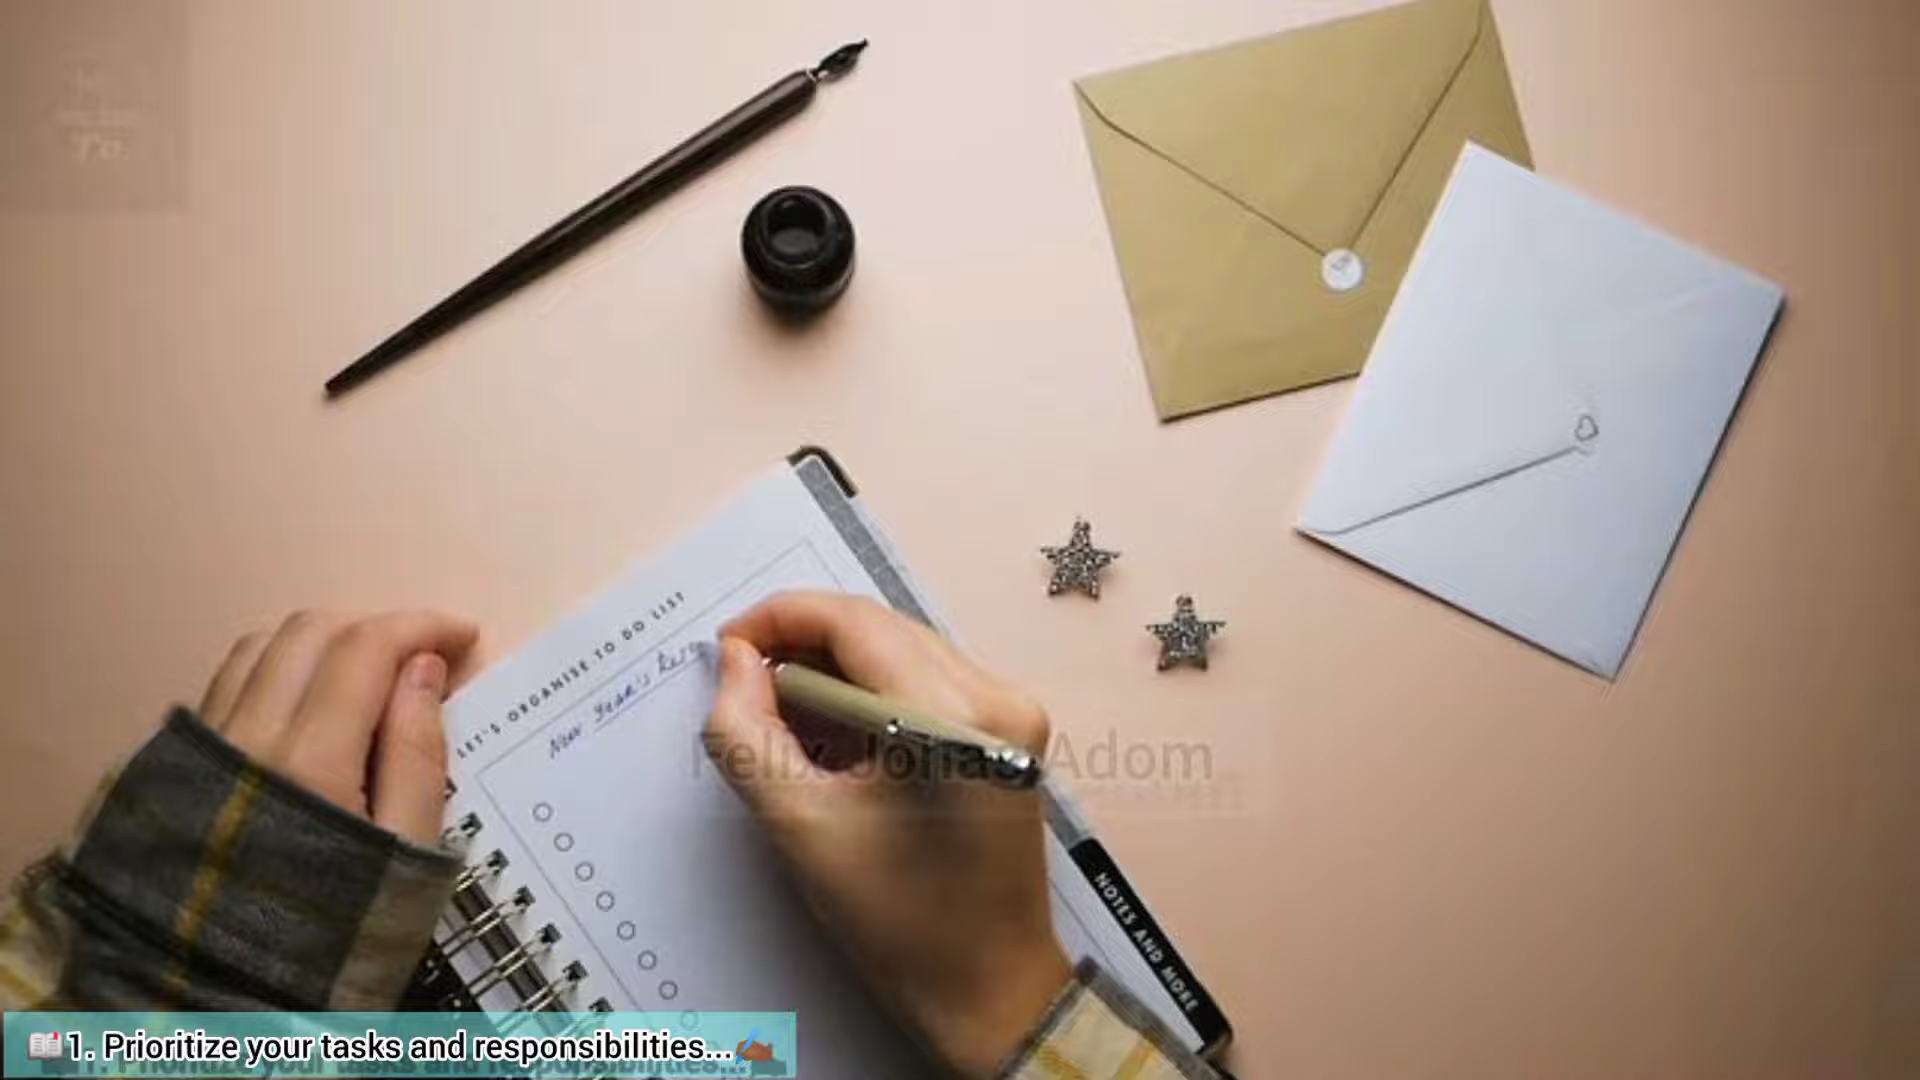 To.
LET'S ORGANISE TO DO LIST
New Year's
Felix Jonas Adom
NOTES AND MORE
1. Prioritize your tasks and responsibilities...